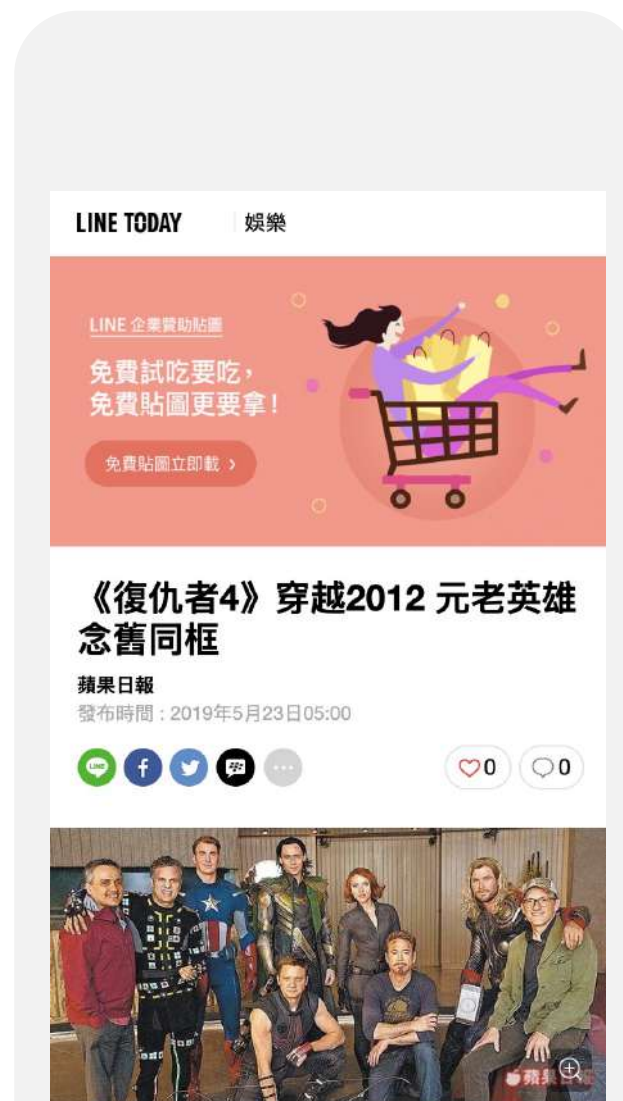 LINE TODAY 娛樂
LINE 企業贊助貼圖
免費試吃要吃，
免費貼圖更要拿！
免費貼圖立即載 ›
《復仇者4》穿越2012 元老英雄
念舊同框
蘋果日報
發布時間 : 2019年5月23日05:00
LINE
0 0